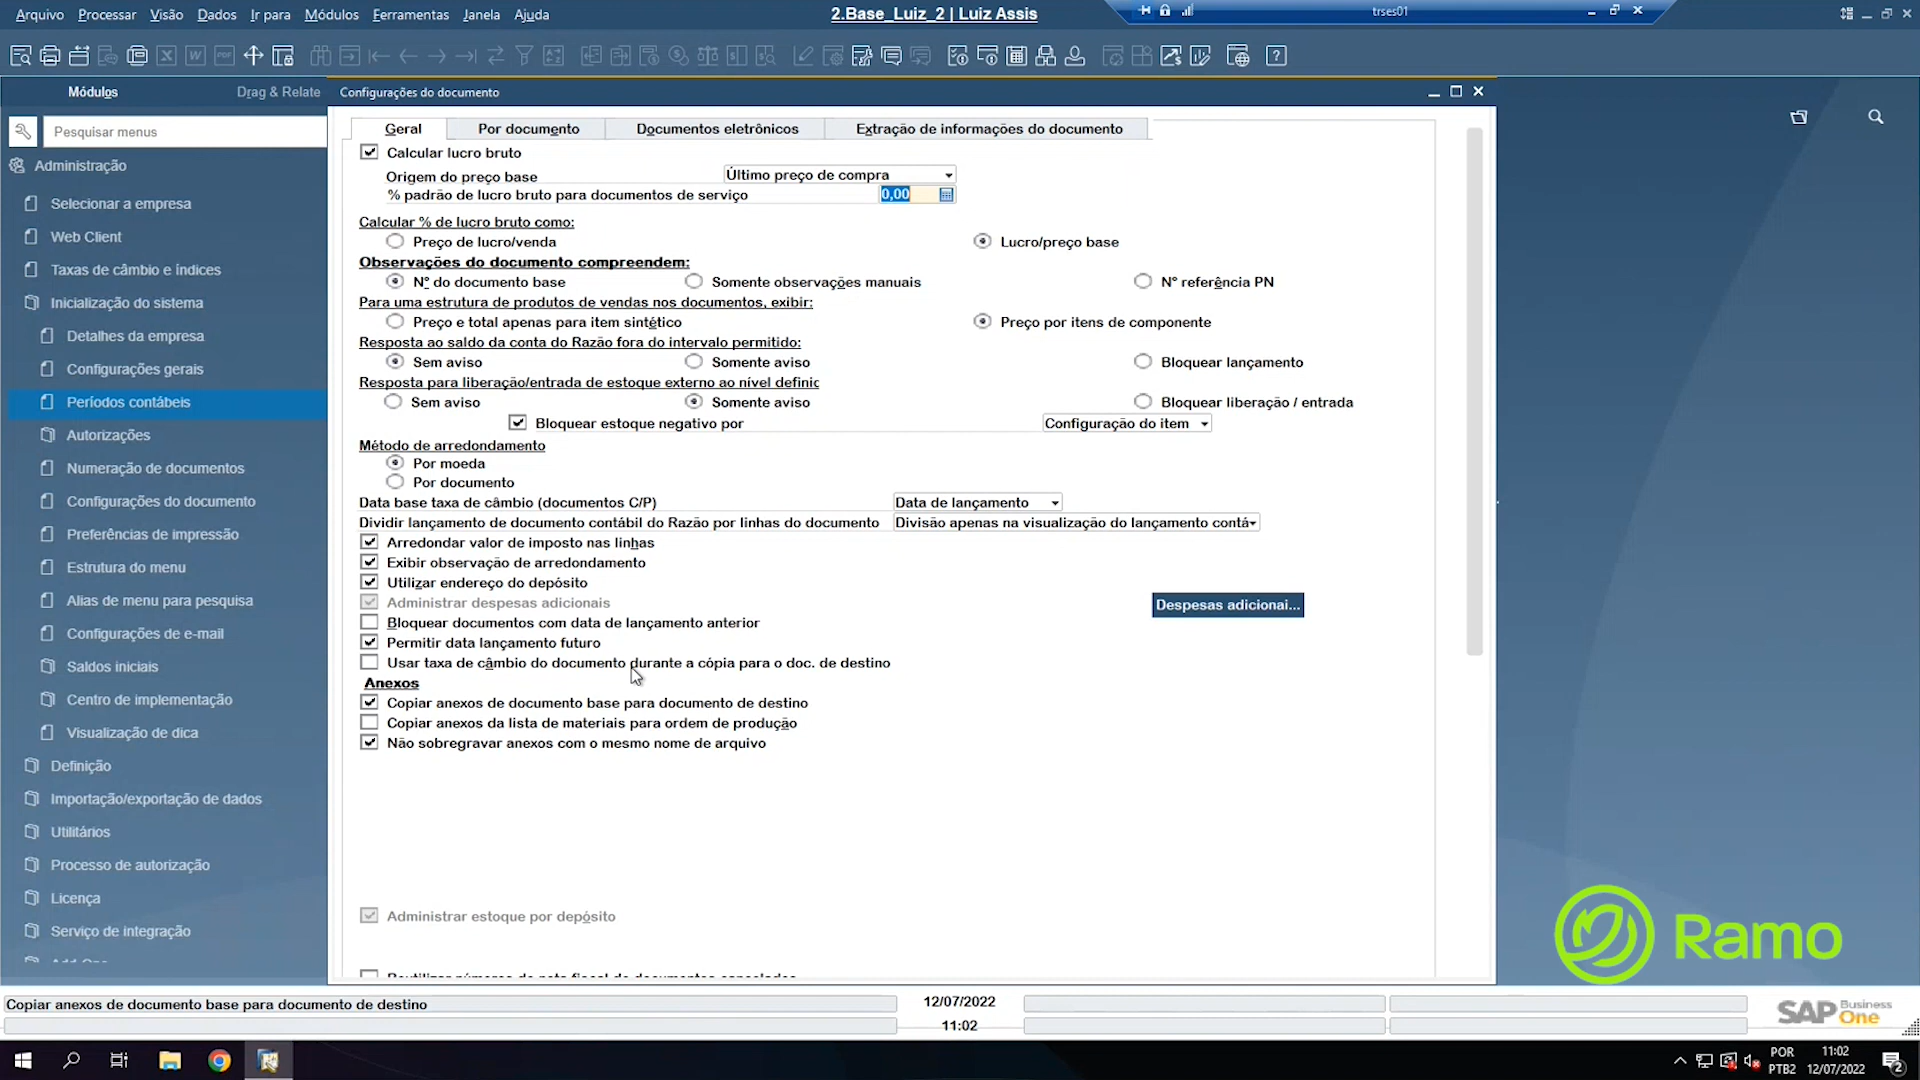 Arquivo Processar Visão Dados Ir para Módulos Ferramentas Janela Ajuda
2.Base_Luiz_2 | Luiz Assis
trses01
Módulos
Drag & Relate
Configurações do documento
Pesquisar menus
Administração
Selecionar a empresa
Web Client
Taxas de câmbio e índices
Inicialização do sistema
Detalhes da empresa
Configurações gerais
Períodos contábeis
Autorizações
Numeração de documentos
Configurações do documento
Preferências de impressão
Estrutura do menu
Alias de menu para pesquisa
Configurações de e-mail
Saldos iniciais
Centro de implementação
Visualização de dica
Definição
Importação/exportação de dados
Utilitários
Processo de autorização
Licença
Serviço de integração
Geral
Por documento
Documentos eletrônicos
Extração de informações do documento
Calcular lucro bruto
Origem do preço base
Último preço de compra
% padrão de lucro bruto para documentos de serviço
0,00
Calcular % de lucro bruto como:
Preço de lucro/venda
Lucro/preço base
Observações do documento compreendem:
Nº do documento base
Somente observações manuais
Nº referência PN
Para uma estrutura de produtos de vendas nos documentos, exibir:
Preço e total apenas para item sintético
Preço por itens de componente
Resposta ao saldo da conta do Razão fora do intervalo permitido:
Sem aviso
Somente aviso
Bloquear lançamento
Resposta para liberação/entrada de estoque externo ao nível definic
Sem aviso
Somente aviso
Bloquear liberação / entrada
Bloquear estoque negativo por
Configuração do item
Método de arredondamento
Por moeda
Por documento
Data base taxa de câmbio (documentos C/P)
Data de lançamento
Dividir lançamento de documento contábil do Razão por linhas do documento
Divisão apenas na visualização do lançamento contá
Arredondar valor de imposto nas linhas
Exibir observação de arredondamento
Utilizar endereço do depósito
Administrar despesas adicionais
Despesas adicionai...
Bloquear documentos com data de lançamento anterior
Permitir data lançamento futuro
Usar taxa de câmbio do documento durante a cópia para o doc. de destino
Anexos
Copiar anexos de documento base para documento de destino
Copiar anexos da lista de materiais para ordem de produção
Não sobregravar anexos com o mesmo nome de arquivo
Administrar estoque por depósito
Ramo
Copiar anexos de documento base para documento de destino
12/07/2022
11:02
SAP Business One
POR
PTB2
11:02
12/07/2022
2